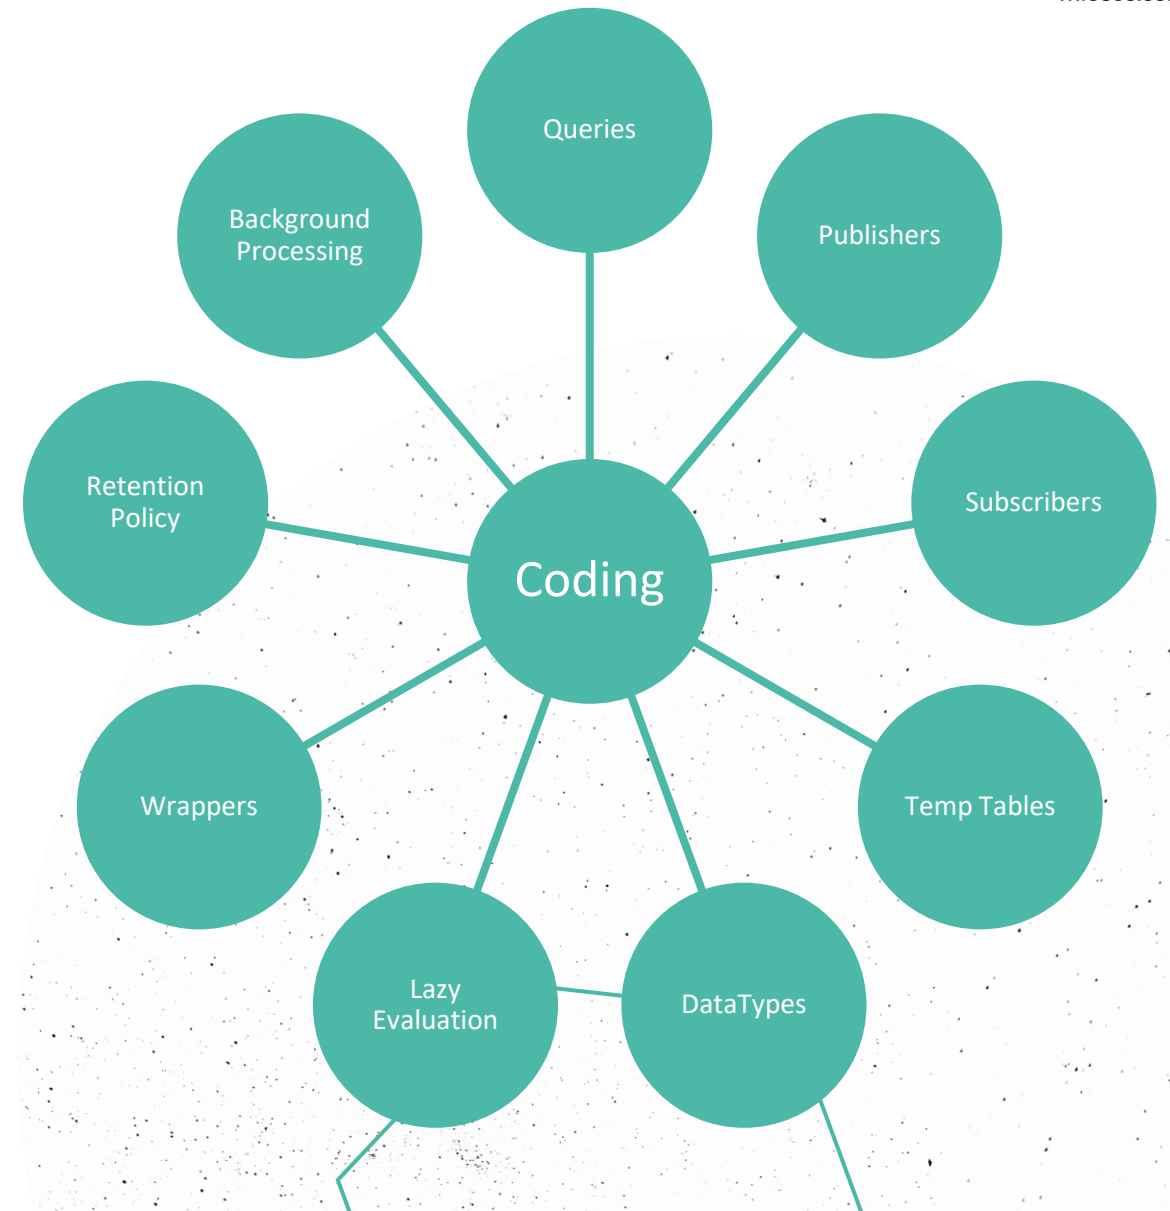 Queries
Background
Processing
Publishers
Retention
Policy
Subscribers
Coding
Wrappers
Temp Tables
Lazy
Evaluation
DataTypes